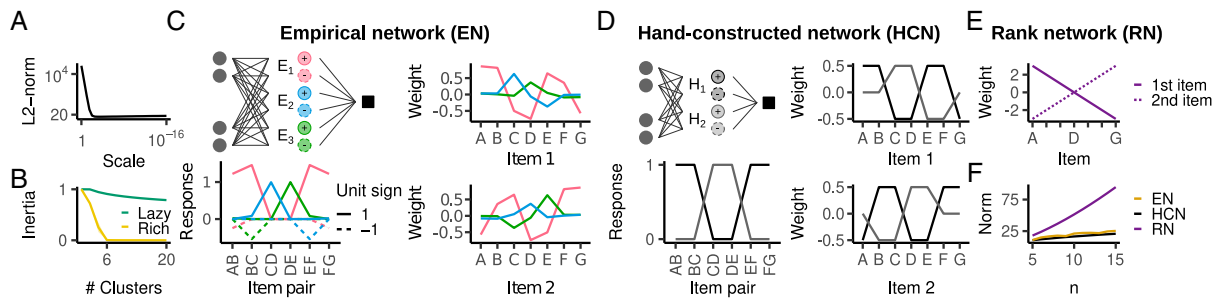 A
L2−norm
10⁴
20
1
10⁻¹⁶
Scale
B
Inertia
1
0
Lazy
Rich
6
20
# Clusters
C
Empirical network (EN)
E₁
E₂
E₃
+
-
+
-
+
-
Weight
0.5
0.0
−0.5
A B C D E F G
Item 1
Response
1
0
AB BC CD DE EF FG
Item pair
Unit sign
1
−1
Weight
0.5
0.0
−0.5
A B C D E F G
Item 2
D
Hand-constructed network (HCN)
H₁
H₂
+
-
+
-
Weight
0.5
0.0
−0.5
A B C D E F G
Item 1
Response
1
0
AB BC CD DE EF FG
Item pair
Weight
0.5
0.0
−0.5
A B C D E F G
Item 2
E
Rank network (RN)
Weight
3
0
−3
A D G
Item
1st item
2nd item
F
Norm
75
25
5 10 15
n
EN
HCN
RN